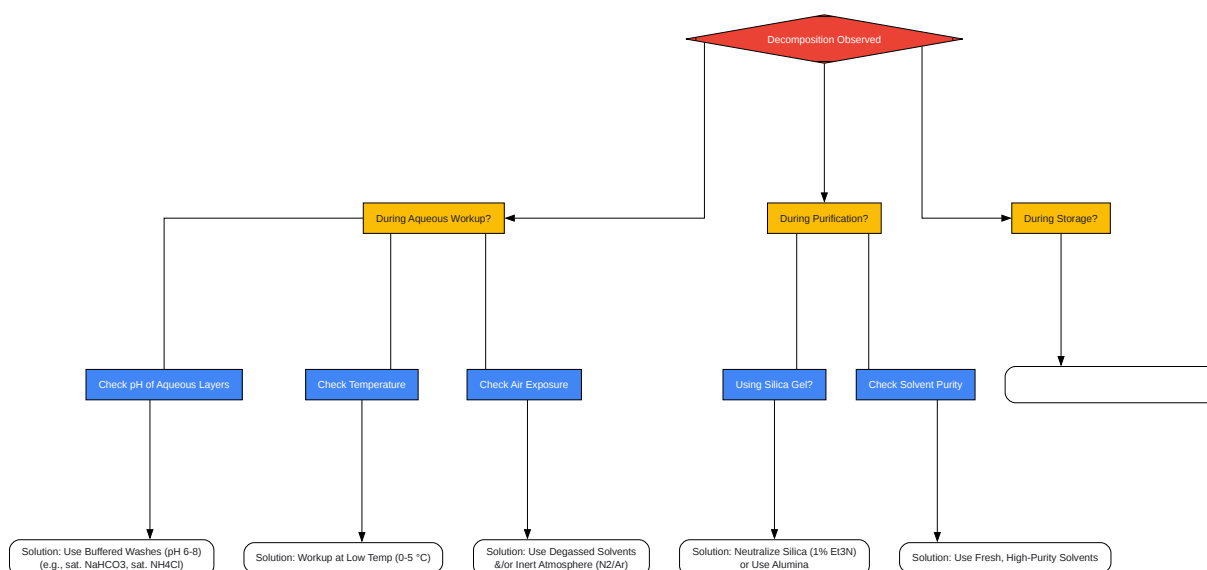 Decomposition Observed
During Aqueous Workup?
During Purification?
During Storage?
Check pH of Aqueous Layers
Check Temperature
Check Air Exposure
Using Silica Gel?
Check Solvent Purity
Solution: Use Buffered Washes (pH 6-8)
(e.g., sat. NaHCO3, sat. NH4Cl)
Solution: Workup at Low Temp (0-5 °C)
Solution: Use Degassed Solvents
&/or Inert Atmosphere (N2/Ar)
Solution: Neutralize Silica (1% Et3N)
or Use Alumina
Solution: Use Fresh, High-Purity Solvents